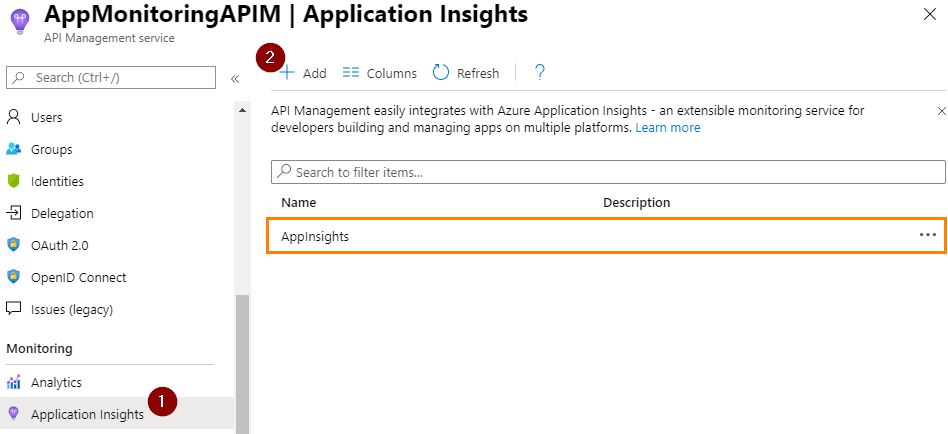 AppMonitoringAPIM | Application Insights
API Management service
Search (Ctrl+/)
«
Users
Groups
Identities
Delegation
OAuth 2.0
OpenID Connect
Issues (legacy)
Monitoring
Analytics
Application Insights
1
2
Add
Columns
Refresh
?
API Management easily integrates with Azure Application Insights - an extensible monitoring service for
developers building and managing apps on multiple platforms. Learn more
Search to filter items...
Name Description
AppInsights